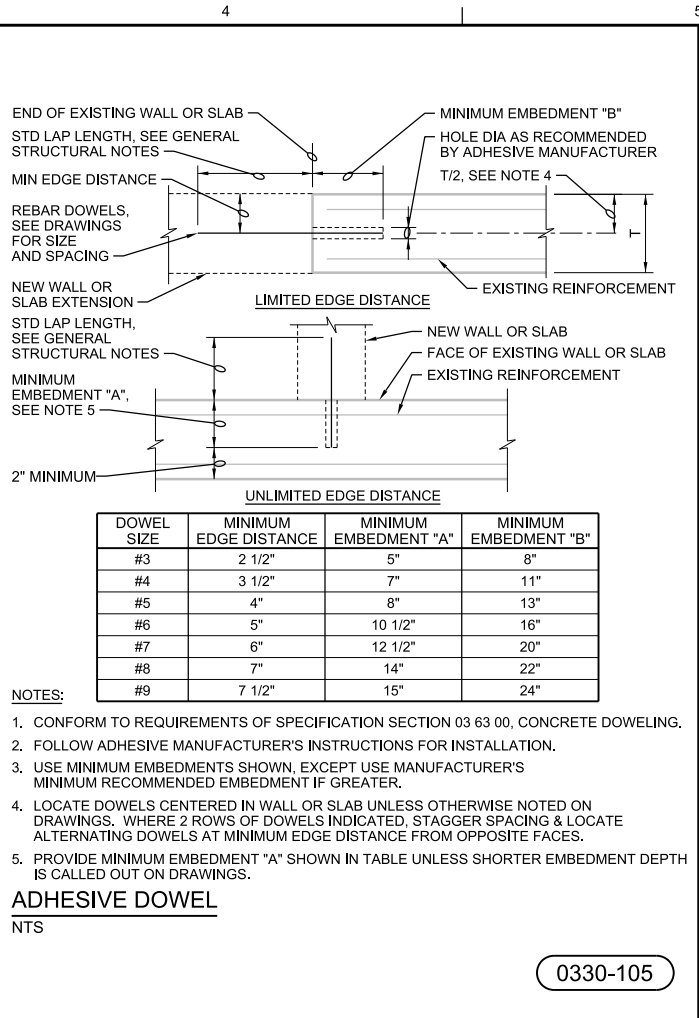 4
5
END OF EXISTING WALL OR SLAB
STD LAP LENGTH, SEE GENERAL
STRUCTURAL NOTES
MIN EDGE DISTANCE
REBAR DOWELS,
SEE DRAWINGS
FOR SIZE
AND SPACING
NEW WALL OR
SLAB EXTENSION
MINIMUM EMBEDMENT "B"
HOLE DIA AS RECOMMENDED
BY ADHESIVE MANUFACTURER
T/2, SEE NOTE 4
T
EXISTING REINFORCEMENT
LIMITED EDGE DISTANCE
STD LAP LENGTH,
SEE GENERAL
STRUCTURAL NOTES
MINIMUM
EMBEDMENT "A",
SEE NOTE 5
2" MINIMUM
NEW WALL OR SLAB
FACE OF EXISTING WALL OR SLAB
EXISTING REINFORCEMENT
UNLIMITED EDGE DISTANCE
DOWEL SIZE MINIMUM EDGE DISTANCE MINIMUM EMBEDMENT "A" MINIMUM EMBEDMENT "B"
#3 2 1/2" 5" 8"
#4 3 1/2" 7" 11"
#5 4" 8" 13"
#6 5" 10 1/2" 16"
#7 6" 12 1/2" 20"
#8 7" 14" 22"
#9 7 1/2" 15" 24"
NOTES:
1. CONFORM TO REQUIREMENTS OF SPECIFICATION SECTION 03 63 00, CONCRETE DOWELING.
2. FOLLOW ADHESIVE MANUFACTURER'S INSTRUCTIONS FOR INSTALLATION.
3. USE MINIMUM EMBEDMENTS SHOWN, EXCEPT USE MANUFACTURER'S
MINIMUM RECOMMENDED EMBEDMENT IF GREATER.
4. LOCATE DOWELS CENTERED IN WALL OR SLAB UNLESS OTHERWISE NOTED ON
DRAWINGS. WHERE 2 ROWS OF DOWELS INDICATED, STAGGER SPACING & LOCATE
ALTERNATING DOWELS AT MINIMUM EDGE DISTANCE FROM OPPOSITE FACES.
5. PROVIDE MINIMUM EMBEDMENT "A" SHOWN IN TABLE UNLESS SHORTER EMBEDMENT DEPTH
IS CALLED OUT ON DRAWINGS.
ADHESIVE DOWEL
NTS
0330-105